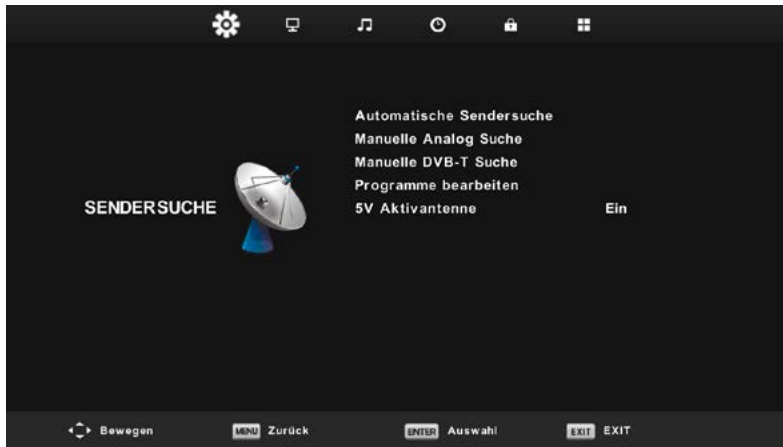 Automatische Sendersuche
Manuelle Analog Suche
Manuelle DVB-T Suche
Programme bearbeiten
SENDERSUCHE
5V Aktivantenne Ein
Bewegen MENU Zurück ENTER Auswahl EXIT EXIT